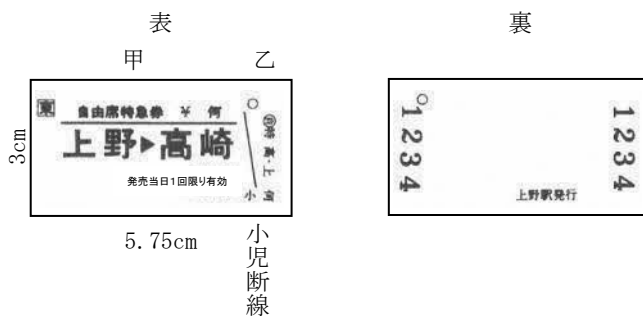 表
裏
甲
乙
3cm
東
自由席特急券
何
上野▶高崎
発売当日1回限り有効
小
5.75cm
小児断線
1234
1234
上野駅発行